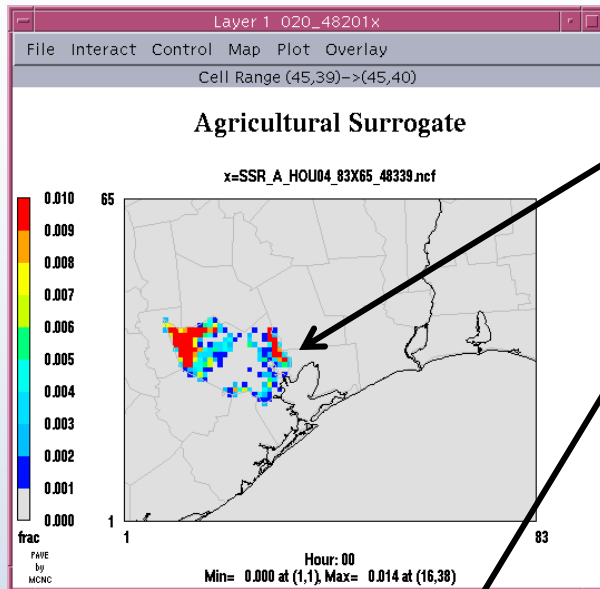 Layer 1 020_48201x
File Interact Control Map Plot Overlay
Cell Range (45,39)->(45,40)
Agricultural Surrogate
x=SSR_A_HOU04_83X65_48339.ncf
0.010
0.009
0.008
0.007
0.006
0.005
0.004
0.003
0.002
0.001
0.000
frac
PAVE
by
MCNC
65
1
1
83
Hour: 00
Min= 0.000 at (1,1), Max= 0.014 at (16,38)